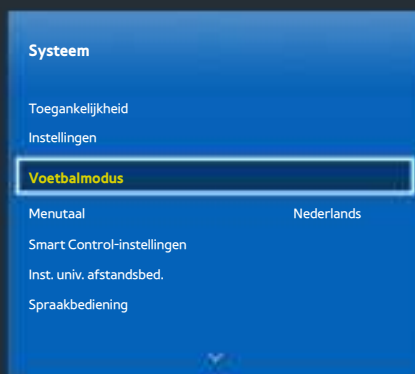 Systeem
Toegankelijkheid
Instellingen
Voetbalmodus
Menutaal Nederlands
Smart Control-instellingen
Inst. univ. afstandsbed.
Spraakbediening